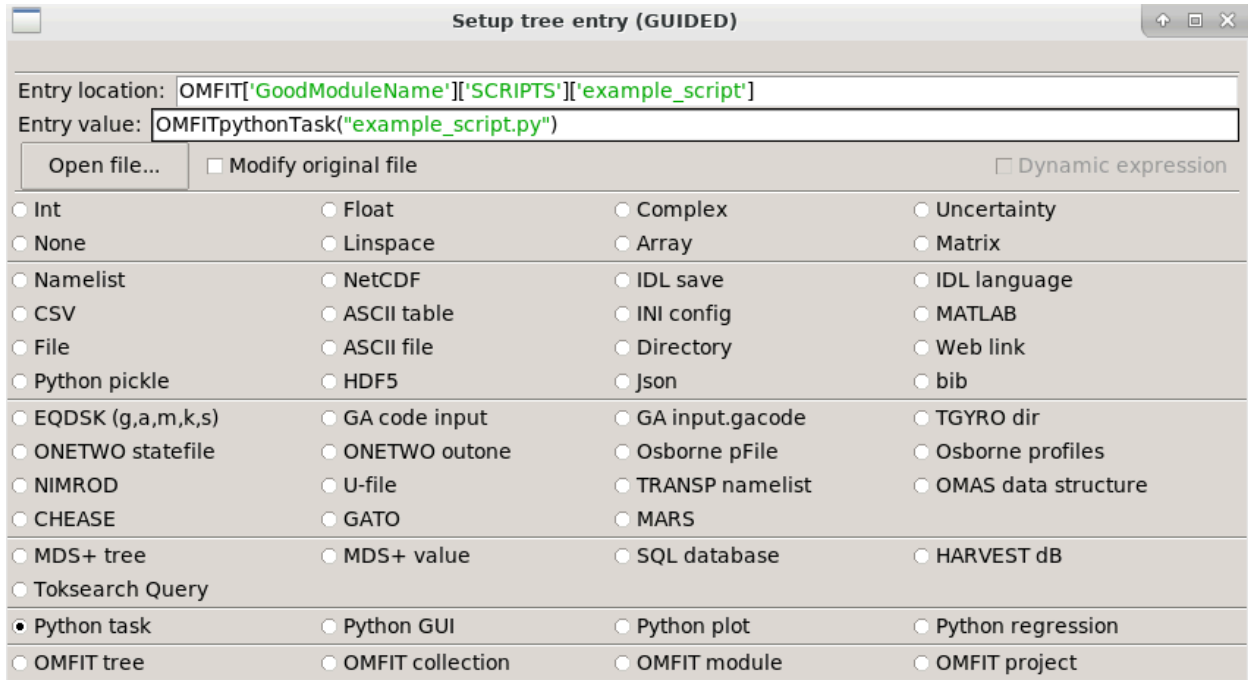 Setup tree entry (GUIDED)
Entry location: OMFIT['GoodModuleName']['SCRIPTS']['example_script']
Entry value: OMFITpythonTask("example_script.py")
Open file... Modify original file Dynamic expression
Int Float Complex Uncertainty
None Linspace Array Matrix
Namelist NetCDF IDL save IDL language
CSV ASCII table INI config MATLAB
File ASCII file Directory Web link
Python pickle HDF5 Json bib
EQDSK (g,a,m,k,s) GA code input GA input.gacode TGYRO dir
ONETWO statefile ONETWO outone Osborne pFile Osborne profiles
NIMROD U-file TRANSP namelist OMAS data structure
CHEASE GATO MARS
MDS+ tree MDS+ value SQL database HARVEST dB
Toksearch Query
Python task Python GUI Python plot Python regression
OMFIT tree OMFIT collection OMFIT module OMFIT project